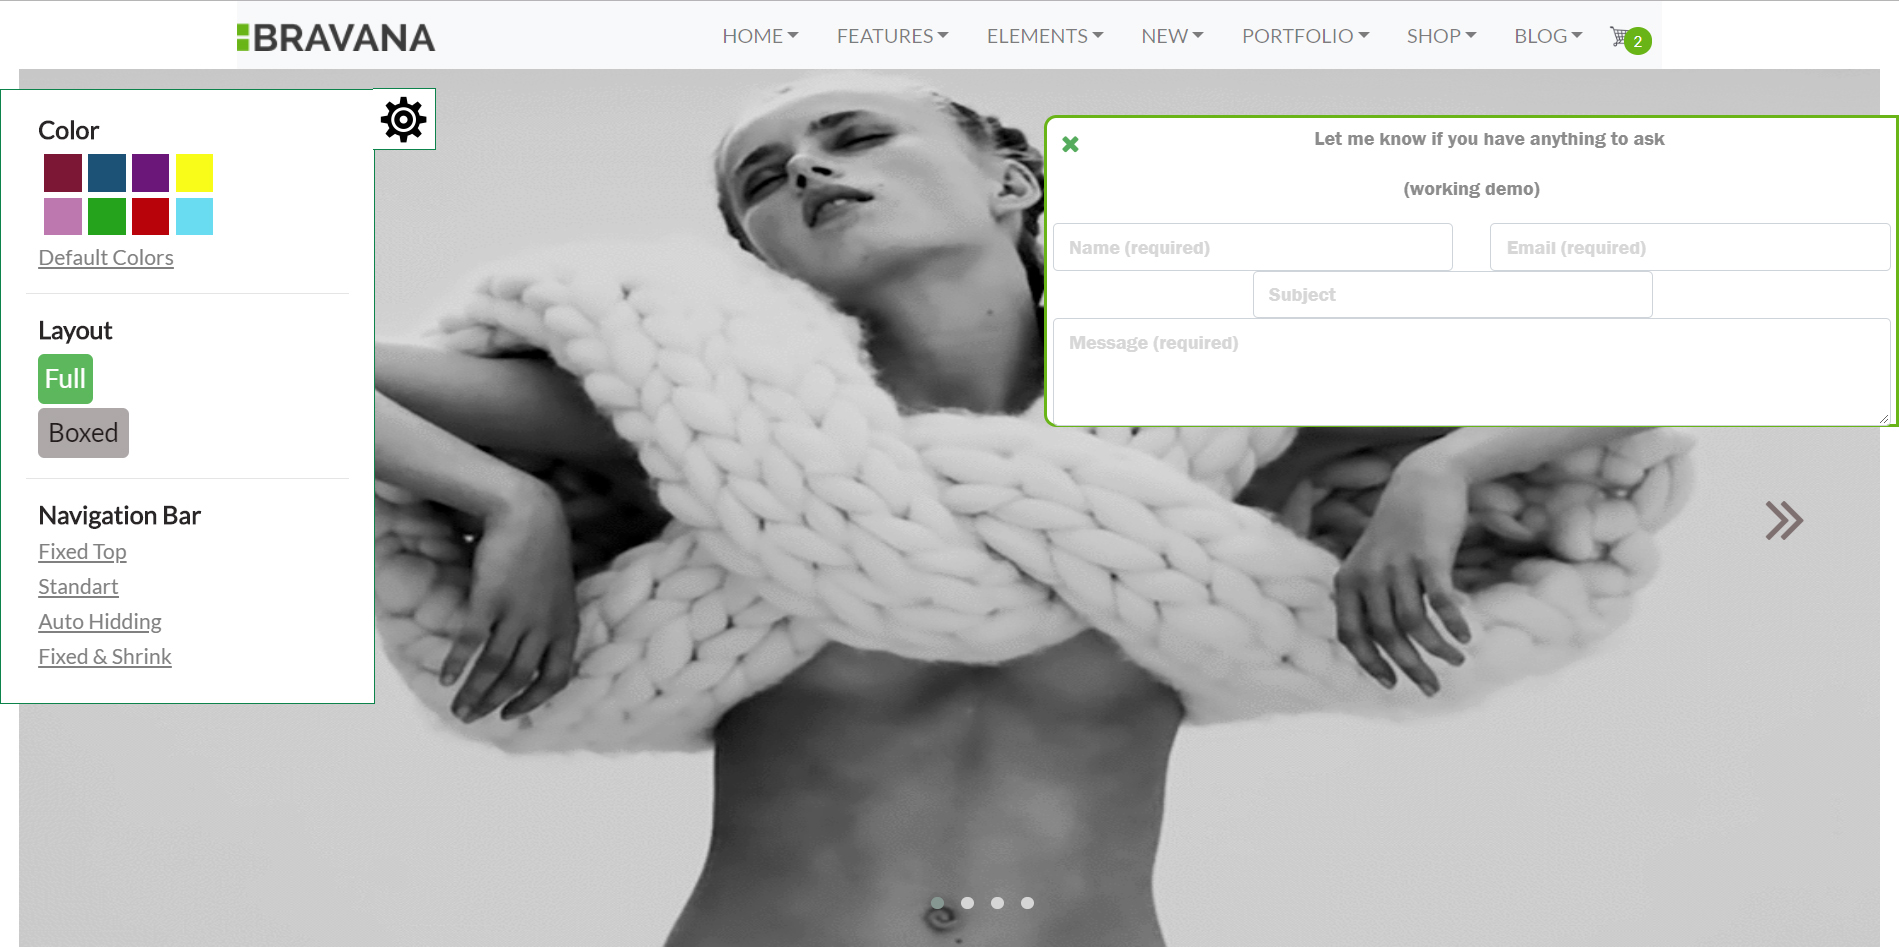 BRAVANA
HOME FEATURES ELEMENTS NEW PORTFOLIO SHOP BLOG 2
Color
Default Colors
Layout
Full
Boxed
Navigation Bar
Fixed Top
Standart
Auto Hidding
Fixed & Shrink
Let me know if you have anything to ask
(working demo)
Name (required) Email (required)
Subject
Message (required)